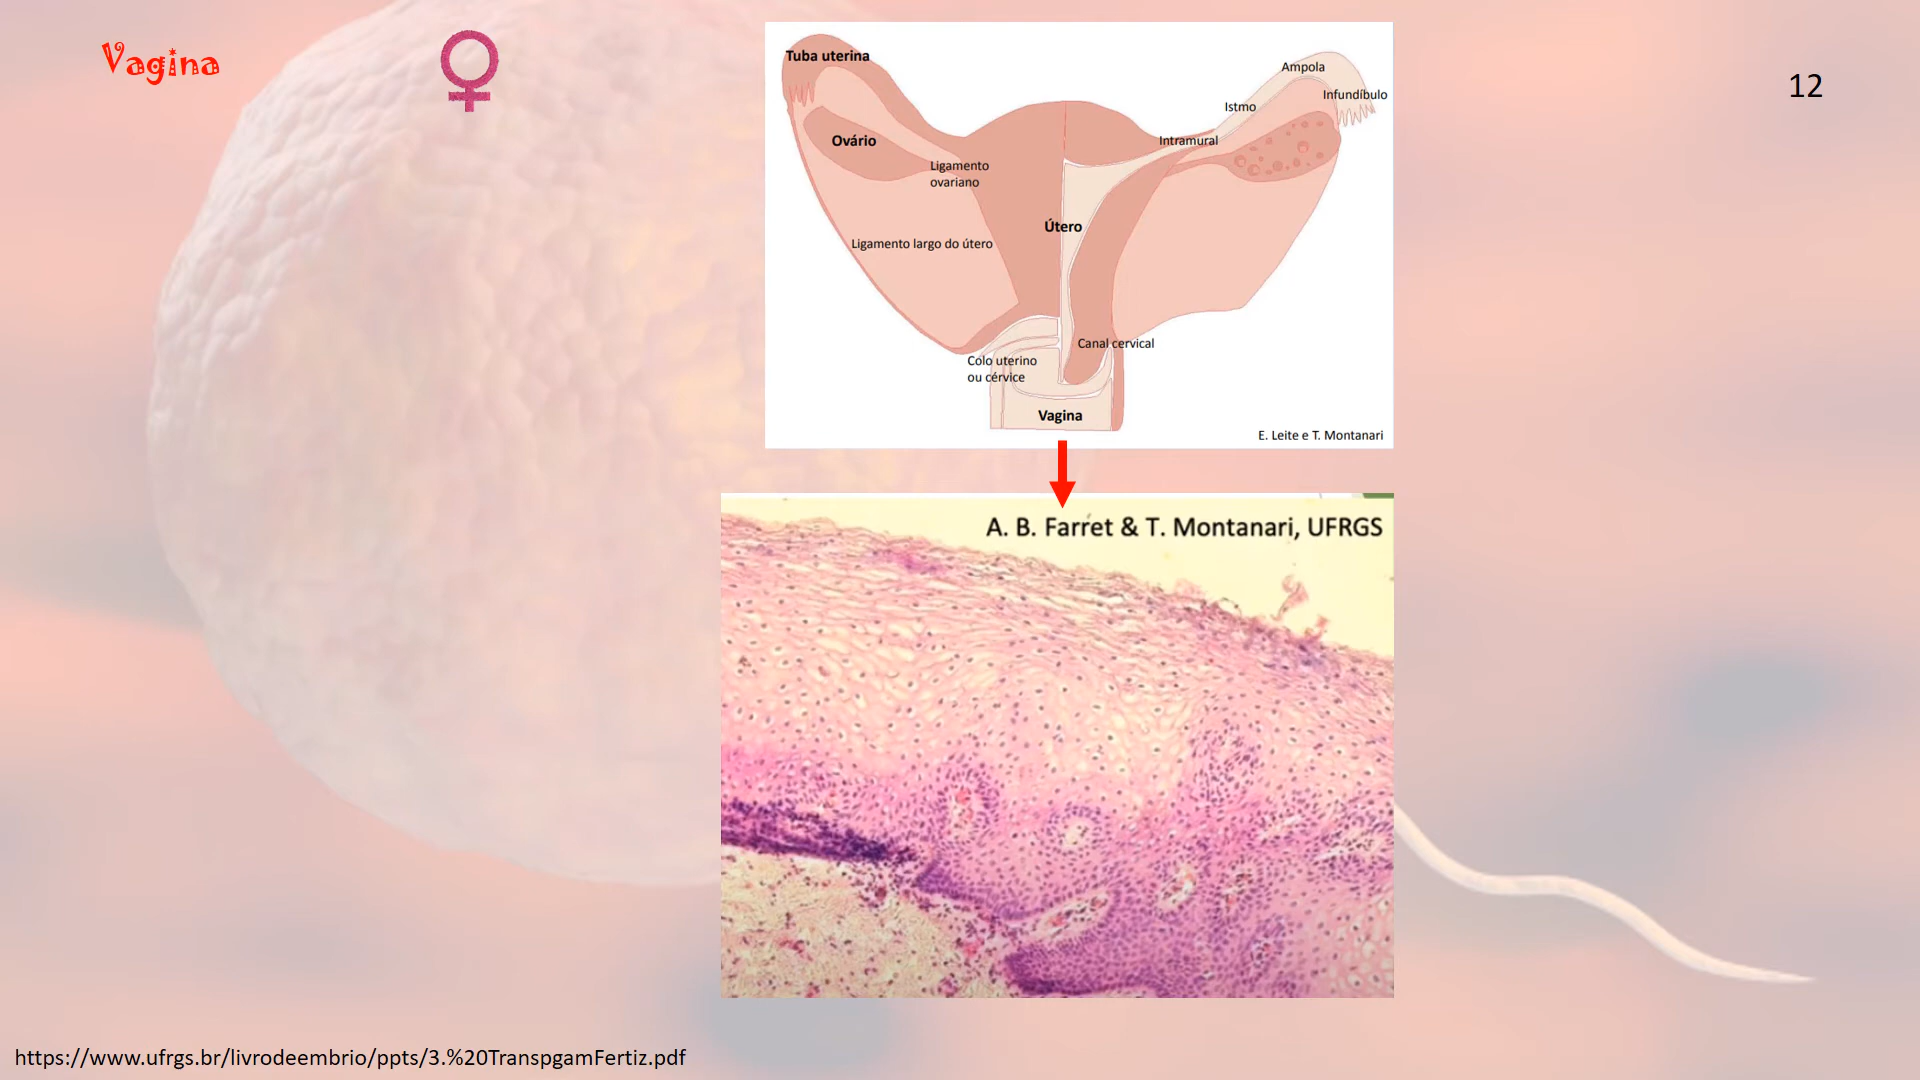 Vagina
12
Tuba uterina
Ampola
Infundíbulo
Istmo
Ovário
Intramural
Ligamento
ovariano
Útero
Ligamento largo do útero
Canal cervical
Colo uterino
ou cérvice
Vagina
E. Leite e T. Montanari
A. B. Farret & T. Montanari, UFRGS
https://www.ufrgs.br/livrodeembrio/ppts/3.%20TranspgamFertiz.pdf